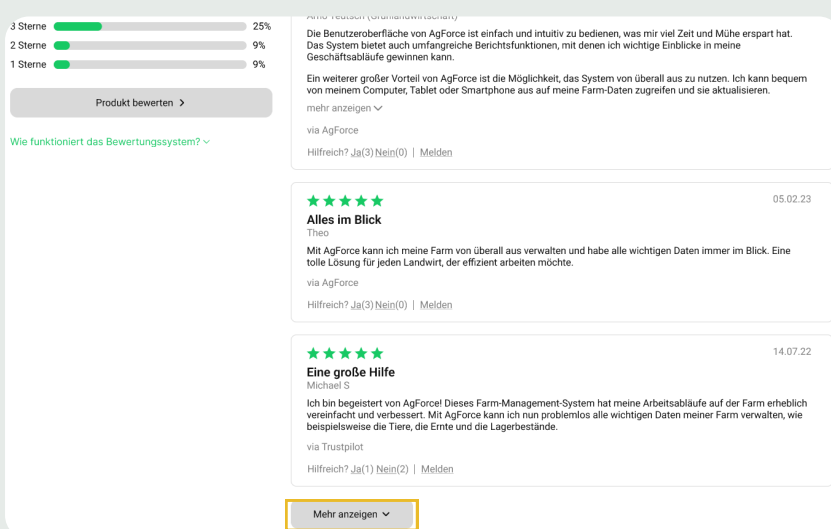 3 Sterne 25%
2 Sterne 9%
1 Sterne 9%
Produkt bewerten >
Wie funktioniert das Bewertungssystem?
Arno Teutsch (Grünlandwirtschaft)
Die Benutzeroberfläche von AgForce ist einfach und intuitiv zu bedienen, was mir viel Zeit und Mühe erspart hat.
Das System bietet auch umfangreiche Berichtsfunktionen, mit denen ich wichtige Einblicke in meine
Geschäftsabläufe gewinnen kann.
Ein weiterer großer Vorteil von AgForce ist die Möglichkeit, das System von überall aus zu nutzen. Ich kann bequem
von meinem Computer, Tablet oder Smartphone aus auf meine Farm-Daten zugreifen und sie aktualisieren.
mehr anzeigen
via AgForce
Hilfreich? Ja(3) Nein(0) | Melden
05.02.23
Alles im Blick
Theo
Mit AgForce kann ich meine Farm von überall aus verwalten und habe alle wichtigen Daten immer im Blick. Eine
tolle Lösung für jeden Landwirt, der effizient arbeiten möchte.
via AgForce
Hilfreich? Ja(3) Nein(0) | Melden
14.07.22
Eine große Hilfe
Michael S
Ich bin begeistert von AgForce! Dieses Farm-Management-System hat meine Arbeitsabläufe auf der Farm erheblich
vereinfacht und verbessert. Mit AgForce kann ich nun problemlos alle wichtigen Daten meiner Farm verwalten, wie
beispielsweise die Tiere, die Ernte und die Lagerbestände.
via Trustpilot
Hilfreich? Ja(1) Nein(2) | Melden
Mehr anzeigen